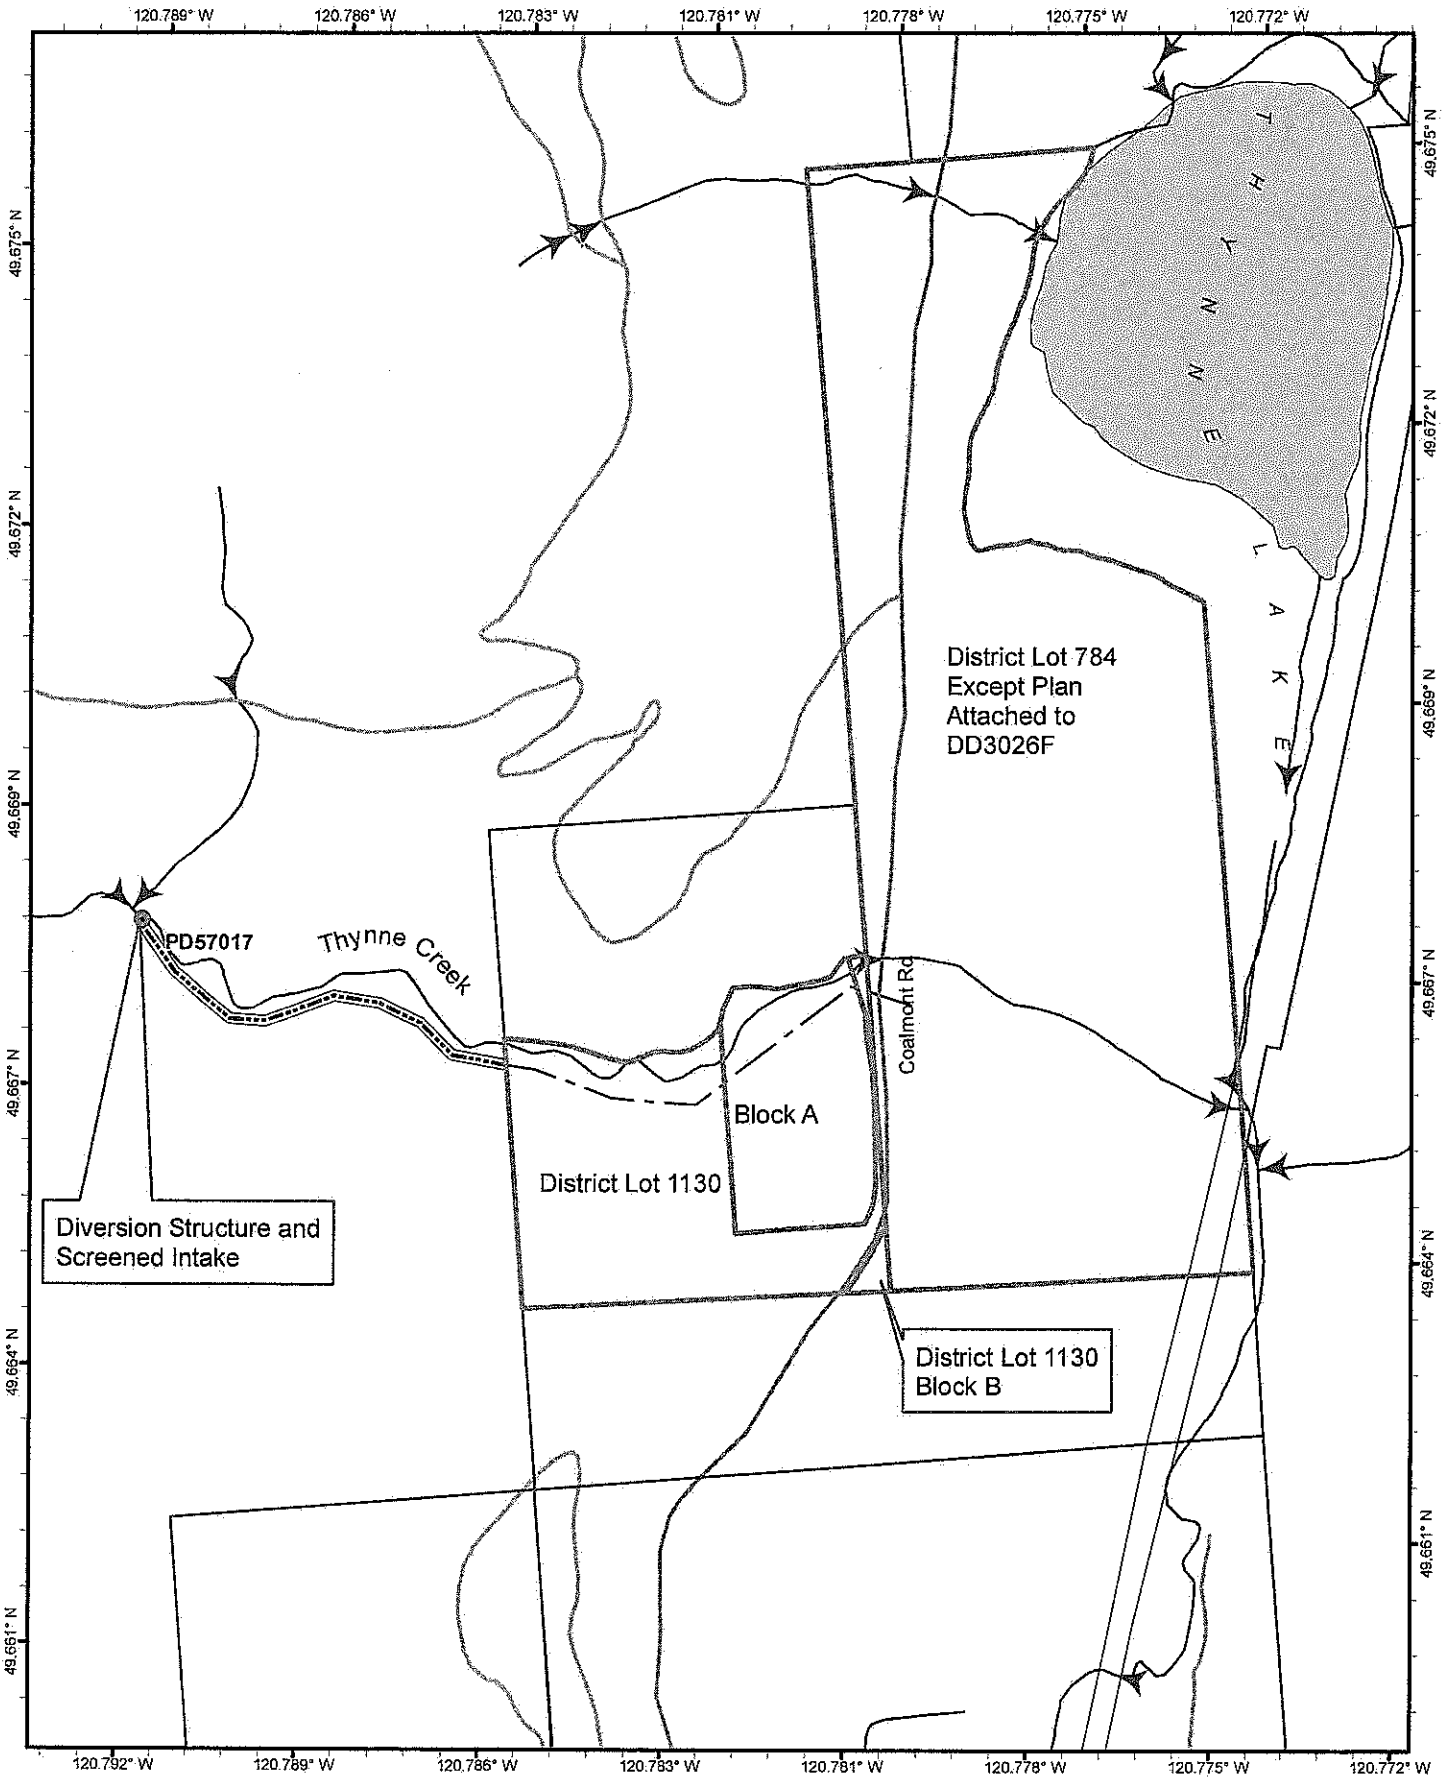 120.789° W 120.786° W 120.783° W 120.781° W 120.778° W 120.775° W 120.772° W
49.675° N
49.672° N
49.669° N
49.667° N
49.664° N
49.661° N
THYNNE LAKE
District Lot 784
Except Plan
Attached to
DD3026F
PD57017
Thynne Creek
Coalmont Rd
Block A
District Lot 1130
Diversion Structure and
Screened Intake
District Lot 1130
Block B
49.675° N
49.672° N
49.669° N
49.667° N
49.664° N
49.661° N
120.792° W 120.789° W 120.786° W 120.783° W 120.781° W 120.778° W 120.775° W 120.772° W